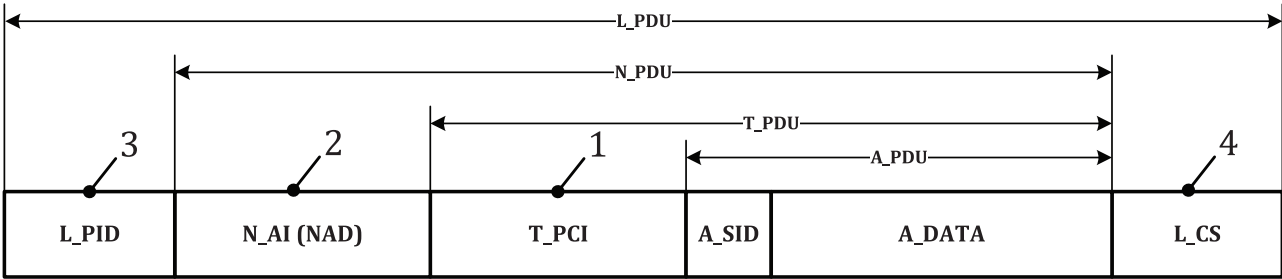 L_PDU
N_PDU
T_PDU
3 2 1 A_PDU 4
L_PID N_AI (NAD) T_PCI A_SID A_DATA L_CS